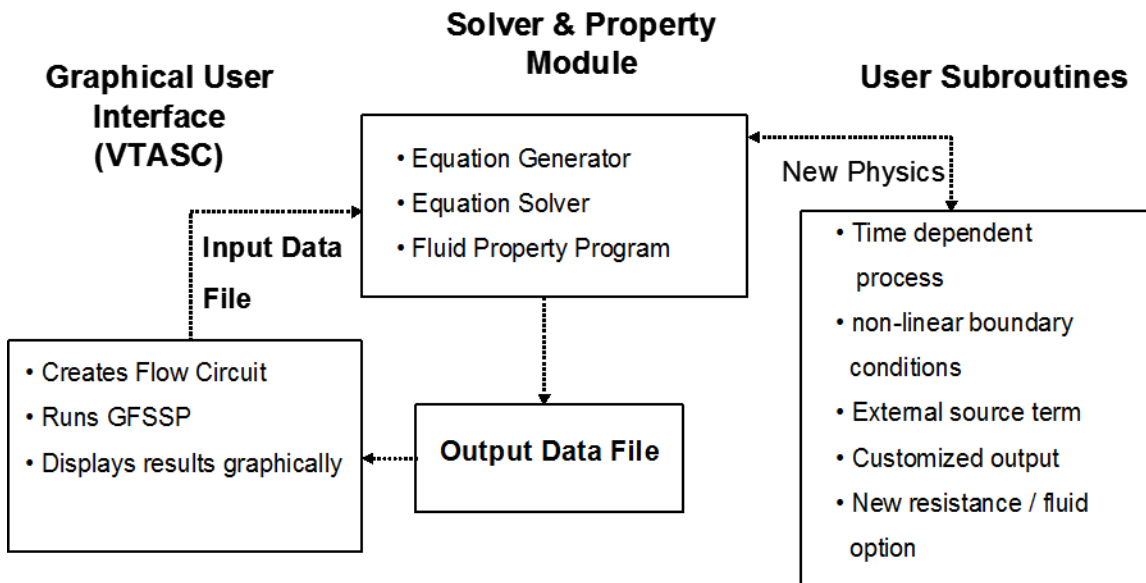 Graphical User
Interface
(VTASC)
Solver & Property
Module
User Subroutines
• Equation Generator
• Equation Solver
• Fluid Property Program
New Physics
Input Data
File
• Creates Flow Circuit
• Runs GFSSP
• Displays results graphically
Output Data File
• Time dependent
process
• non-linear boundary
conditions
• External source term
• Customized output
• New resistance / fluid
option